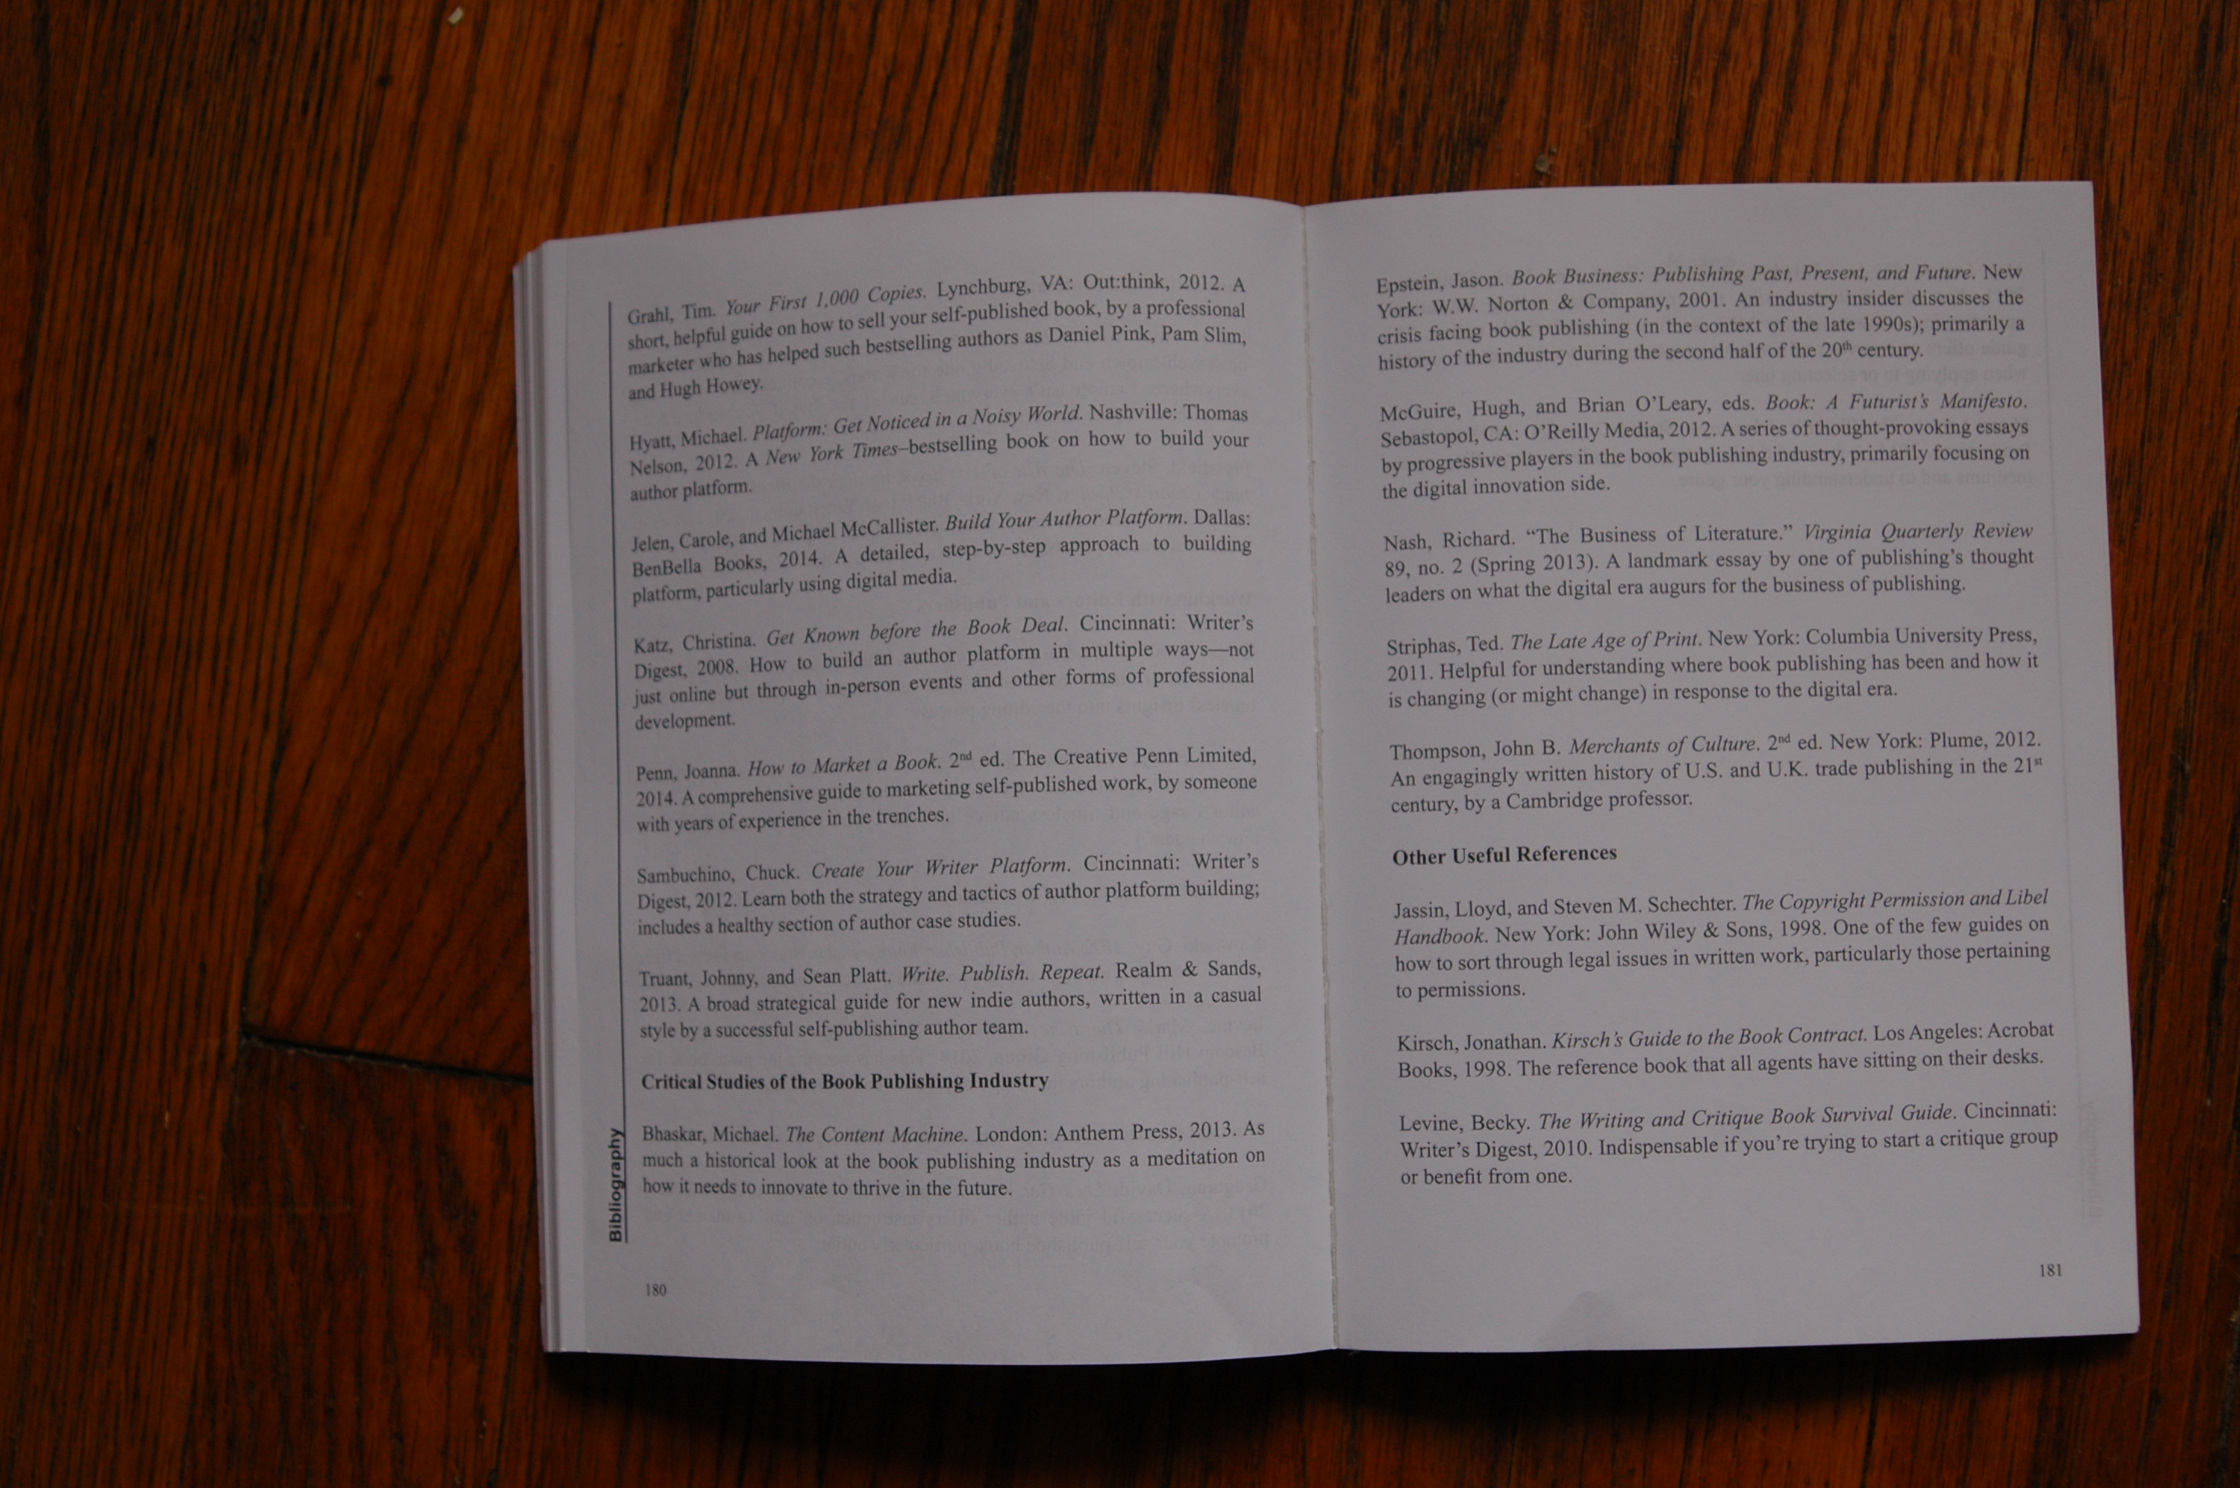 Grahl, Tim. Your First 1,000 Copies. Lynchburg, VA: Out:think, 2012. A
short, helpful guide on how to sell your self-published book, by a professional
marketer who has helped such bestselling authors as Daniel Pink, Pam Slim,
and Hugh Howey.
Hyatt, Michael. Platform: Get Noticed in a Noisy World. Nashville: Thomas
Nelson, 2012. A New York Times–bestselling book on how to build your
author platform.
Jelen, Carole, and Michael McCallister. Build Your Author Platform. Dallas:
BenBella Books, 2014. A detailed, step-by-step approach to building
platform, particularly using digital media.
Katz, Christina. Get Known before the Book Deal. Cincinnati: Writer's
Digest, 2008. How to build an author platform in multiple ways—not
just online but through in-person events and other forms of professional
development.
Penn, Joanna. How to Market a Book. 2nd ed. The Creative Penn Limited,
2014. A comprehensive guide to marketing self-published work, by someone
with years of experience in the trenches.
Sambuchino, Chuck. Create Your Writer Platform. Cincinnati: Writer's
Digest, 2012. Learn both the strategy and tactics of author platform building;
includes a healthy section of author case studies.
Truant, Johnny, and Sean Platt. Write. Publish. Repeat. Realm & Sands,
2013. A broad strategical guide for new indie authors, written in a casual
style by a successful self-publishing author team.
Critical Studies of the Book Publishing Industry
Bhaskar, Michael. The Content Machine. London: Anthem Press, 2013. As
much a historical look at the book publishing industry as a meditation on
how it needs to innovate to thrive in the future.
Bibliography
180
Epstein, Jason. Book Business: Publishing Past, Present, and Future. New
York: W.W. Norton & Company, 2001. An industry insider discusses the
crisis facing book publishing (in the context of the late 1990s); primarily a
history of the industry during the second half of the 20th century.
McGuire, Hugh, and Brian O'Leary, eds. Book: A Futurist's Manifesto.
Sebastopol, CA: O'Reilly Media, 2012. A series of thought-provoking essays
by progressive players in the book publishing industry, primarily focusing on
the digital innovation side.
Nash, Richard. “The Business of Literature.” Virginia Quarterly Review
89, no. 2 (Spring 2013). A landmark essay by one of publishing's thought
leaders on what the digital era augurs for the business of publishing.
Striphas, Ted. The Late Age of Print. New York: Columbia University Press,
2011. Helpful for understanding where book publishing has been and how it
is changing (or might change) in response to the digital era.
Thompson, John B. Merchants of Culture. 2nd ed. New York: Plume, 2012.
An engagingly written history of U.S. and U.K. trade publishing in the 21st
century, by a Cambridge professor.
Other Useful References
Jassin, Lloyd, and Steven M. Schechter. The Copyright Permission and Libel
Handbook. New York: John Wiley & Sons, 1998. One of the few guides on
how to sort through legal issues in written work, particularly those pertaining
to permissions.
Kirsch, Jonathan. Kirsch's Guide to the Book Contract. Los Angeles: Acrobat
Books, 1998. The reference book that all agents have sitting on their desks.
Levine, Becky. The Writing and Critique Book Survival Guide. Cincinnati:
Writer's Digest, 2010. Indispensable if you're trying to start a critique group
or benefit from one.
181